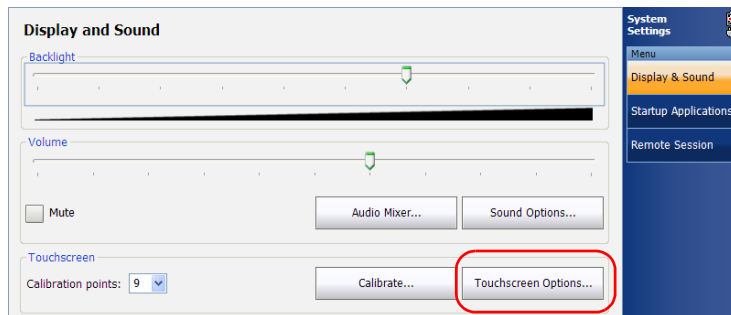 Display and Sound
Backlight
Volume
Mute
Audio Mixer...
Sound Options...
Touchscreen
Calibration points: 9
Calibrate...
Touchscreen Options...
System
Settings
Menu
Display & Sound
Startup Applications
Remote Session